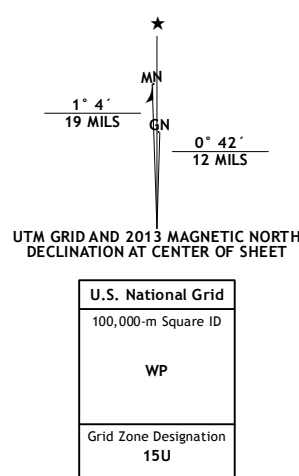 MN
1° 4´
19 MILS
GN
0° 42´
12 MILS
UTM GRID AND 2013 MAGNETIC NORTH
DECLINATION AT CENTER OF SHEET
U.S. National Grid
100,000-m Square ID
WP
Grid Zone Designation
15U